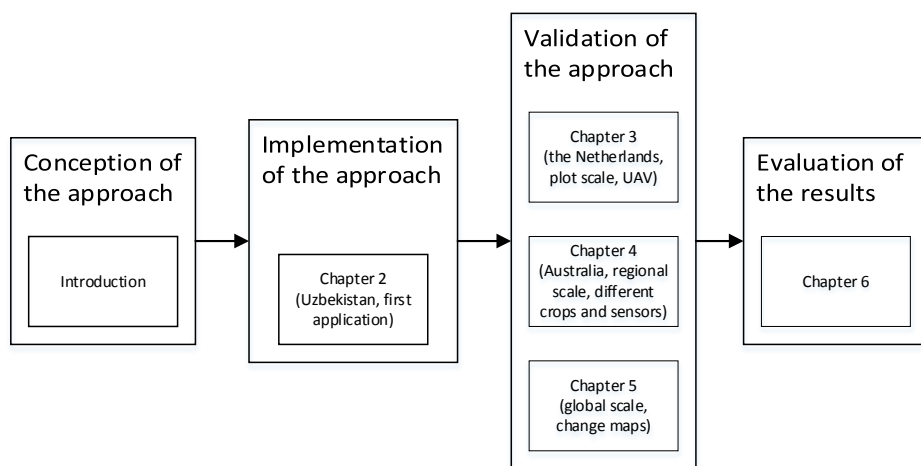 Conception of
the approach
Introduction
Implementation
of the approach
Chapter 2
(Uzbekistan, first
application)
Validation of
the approach
Chapter 3
(the Netherlands,
plot scale, UAV)
Chapter 4
(Australia, regional
scale, different
crops and sensors)
Chapter 5
(global scale,
change maps)
Evaluation of
the results
Chapter 6